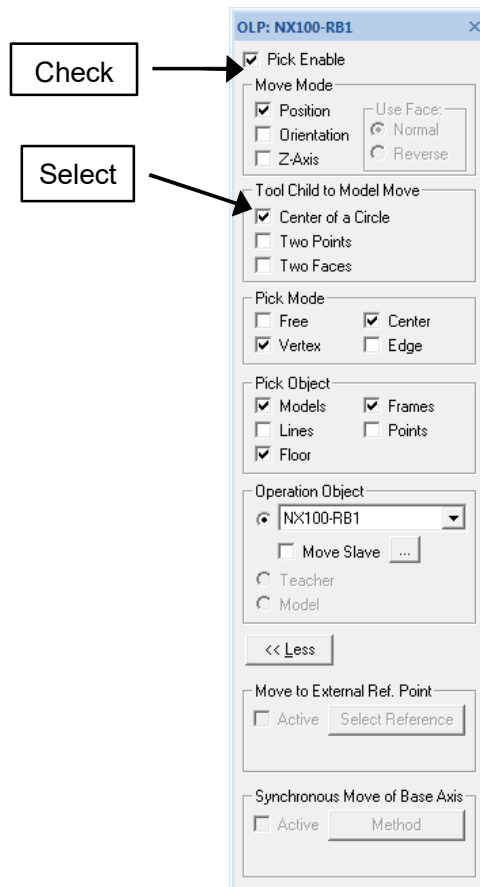 OLP: NX100-RB1
Check
Pick Enable
Move Mode
Position
Orientation
Z-Axis
Use Face:
Normal
Reverse
Select
Tool Child to Model Move
Center of a Circle
Two Points
Two Faces
Pick Mode
Free Center
Vertex Edge
Pick Object
Models Frames
Lines Points
Floor
Operation Object
NX100-RB1
Move Slave ...
Teacher
Model
<< Less
Move to External Ref. Point
Active Select Reference
Synchronous Move of Base Axis
Active Method